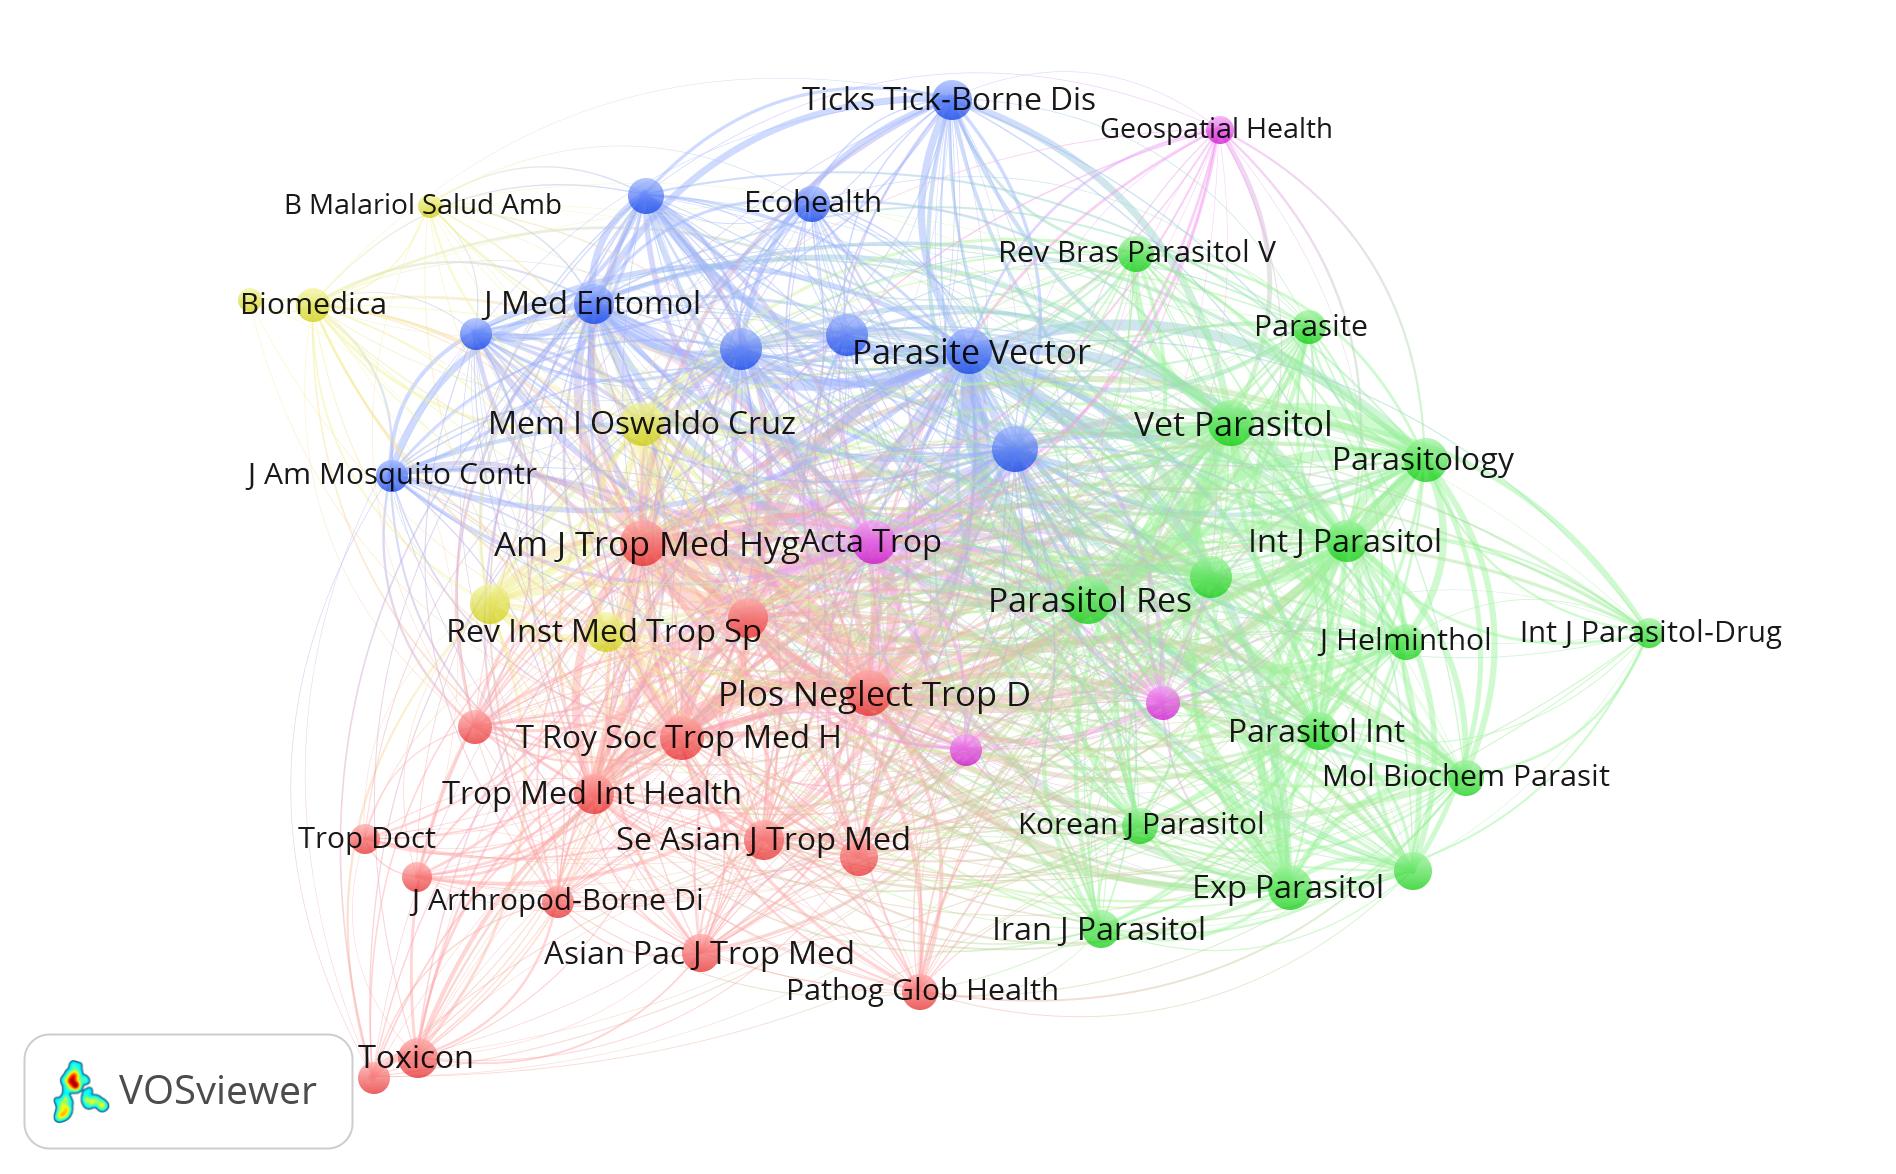 Ticks Tick-Borne Dis
Geospatial Health
B Malariol Salud Amb
Ecohealth
Rev Bras Parasitol V
Biomedica
J Med Entomol
Parasite
Parasite Vector
Mem I Oswaldo Cruz
Vet Parasitol
Parasitology
J Am Mosquito Contr
Am J Trop Med Hyg
Acta Trop
Int J Parasitol
Parasitol Res
Rev Inst Med Trop Sp
J Helminthol
Int J Parasitol-Drug
Plos Neglect Trop D
T Roy Soc Trop Med H
Parasitol Int
Mol Biochem Parasit
Trop Med Int Health
Trop Doct
Se Asian J Trop Med
Korean J Parasitol
J Arthropod-Borne Di
Exp Parasitol
Iran J Parasitol
Asian Pac J Trop Med
Pathog Glob Health
Toxicon
VOSviewer